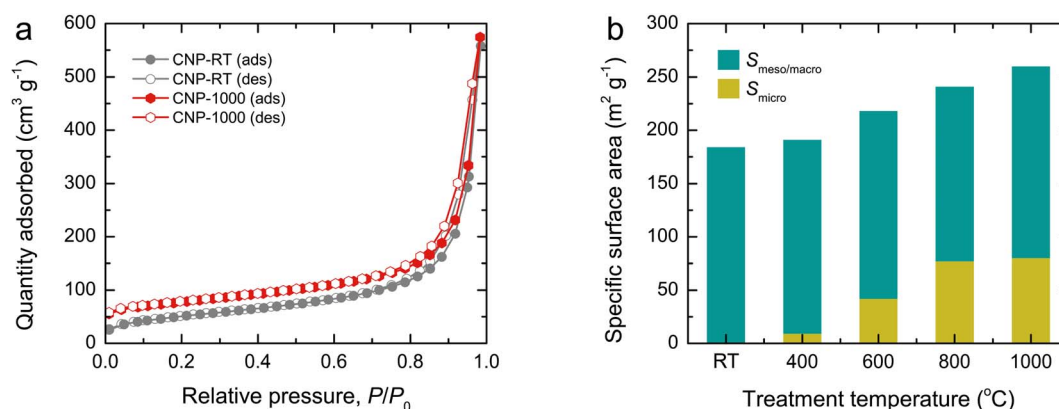 a
600
500
400
300
200
100
0
Quantity adsorbed (cm³ g⁻¹)
CNP-RT (ads)
CNP-RT (des)
CNP-1000 (ads)
CNP-1000 (des)
0.0 0.2 0.4 0.6 0.8 1.0
Relative pressure, P/P₀
b
300
250
200
150
100
50
0
Specific surface area (m² g⁻¹)
S meso/macro
S micro
RT 400 600 800 1000
Treatment temperature (°C)